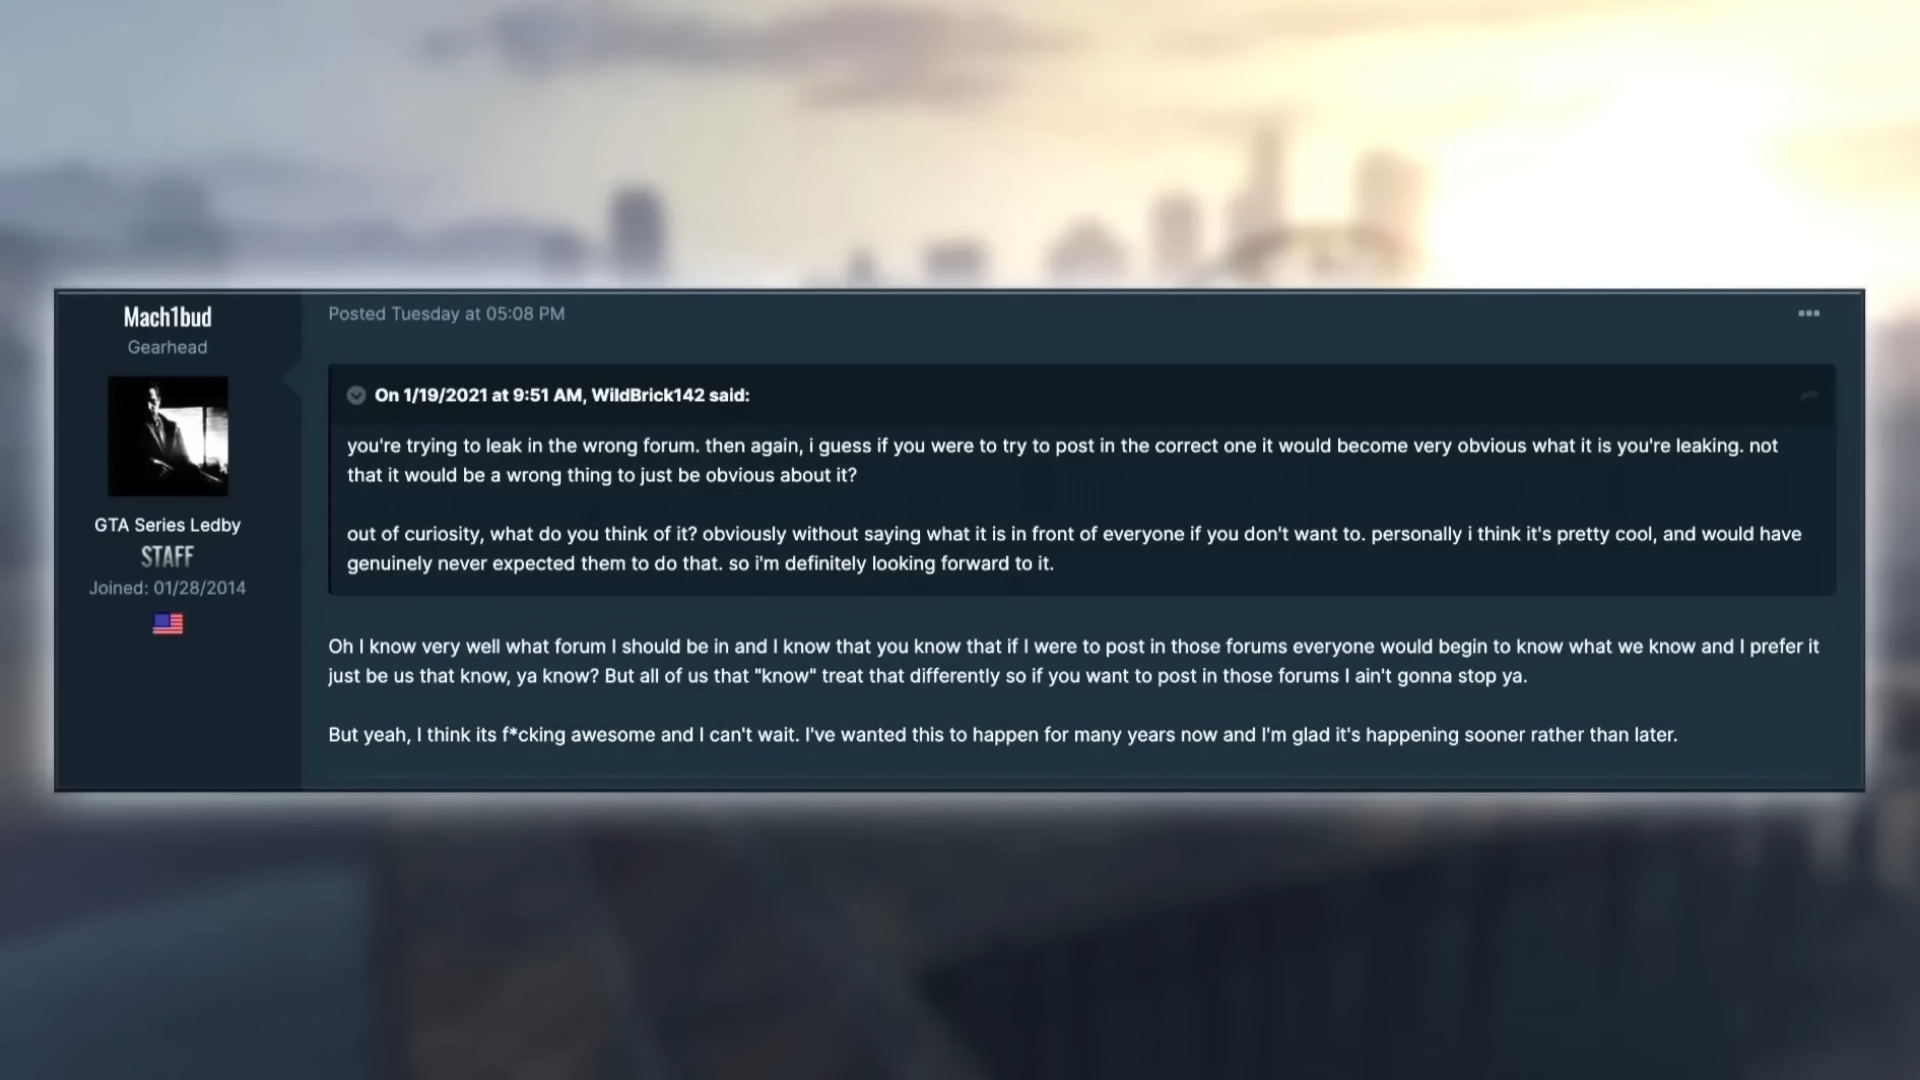 Mach1bud
Gearhead
GTA Series Ledby
STAFF
Joined: 01/28/2014
Posted Tuesday at 05:08 PM
On 1/19/2021 at 9:51 AM, WildBrick142 said:
you're trying to leak in the wrong forum. then again, i guess if you were to try to post in the correct one it would become very obvious what it is you're leaking. not
that it would be a wrong thing to just be obvious about it?
out of curiosity, what do you think of it? obviously without saying what it is in front of everyone if you don't want to. personally i think it's pretty cool, and would have
genuinely never expected them to do that. so i'm definitely looking forward to it.
Oh I know very well what forum I should be in and I know that you know that if I were to post in those forums everyone would begin to know what we know and I prefer it
just be us that know, ya know? But all of us that "know" treat that differently so if you want to post in those forums I ain't gonna stop ya.
But yeah, I think its f*cking awesome and I can't wait. I've wanted this to happen for many years now and I'm glad it's happening sooner rather than later.